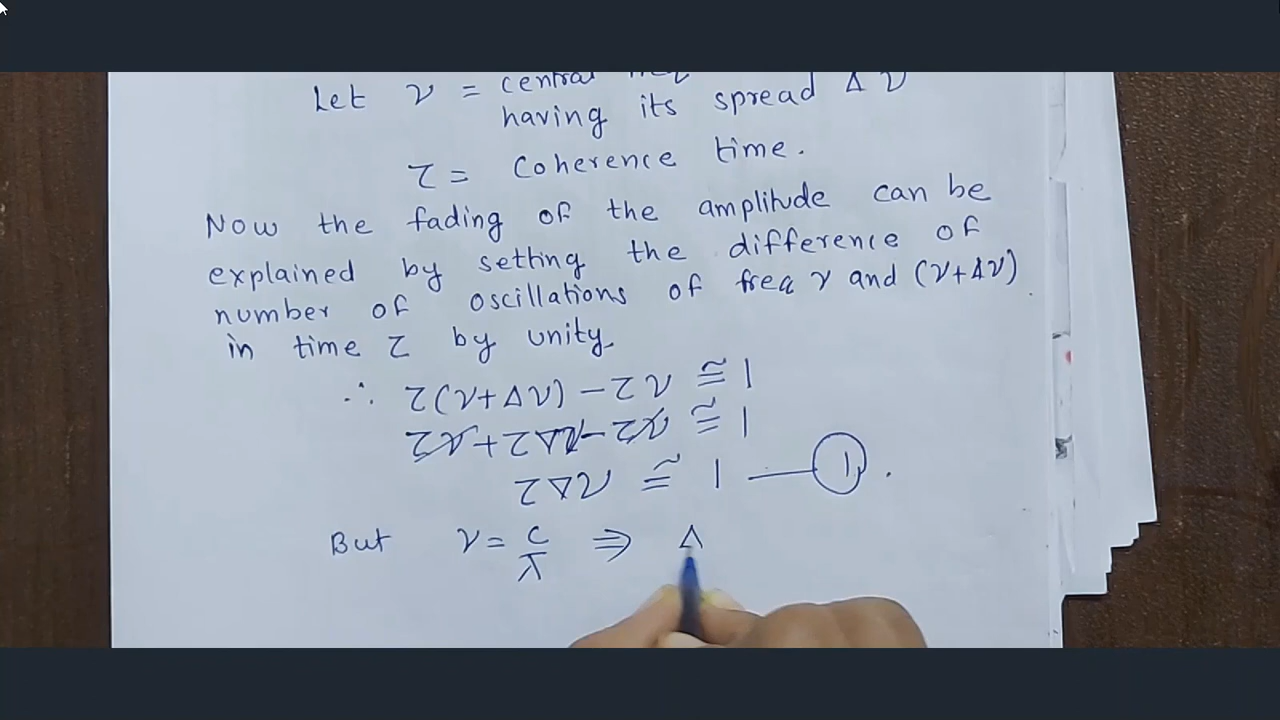 Let ν = central freq
having its spread Δν
τ = Coherence time.
Now the fading of the amplitude can be
explained by setting the difference of
number of oscillations of freq ν and (ν+Δν)
in time τ by unity.
∴ τ(ν+Δν) - τν ≅ 1
τν + τΔν - τν ≅ 1
τΔν ≅ 1 — ①.
But ν = c/λ ⇒ Δ